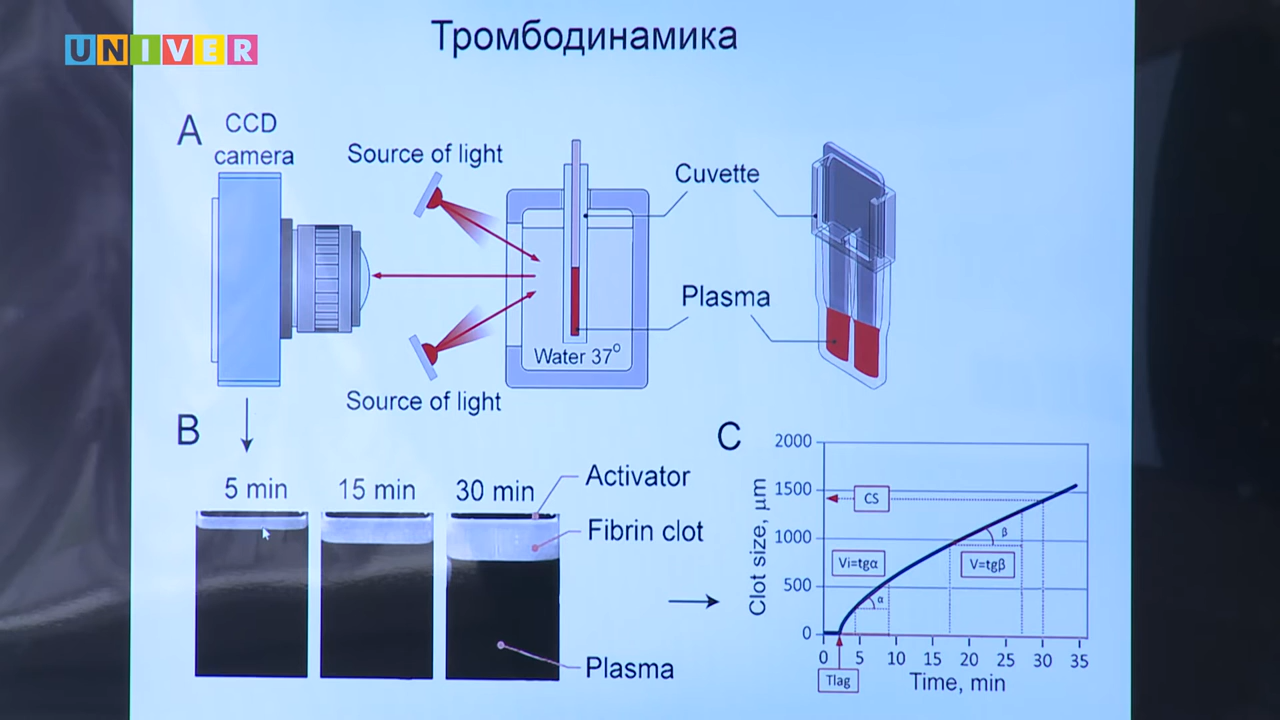 UNIVER
Тромбодинамика
A
CCD
camera
Source of light
Cuvette
Plasma
Water 37°
Source of light
B
5 min
15 min
30 min
Activator
Fibrin clot
Plasma
C
Clot size, µm
2000
1500
1000
500
0
CS
Vi=tgα
V=tgβ
α
β
0 5 10 15 20 25 30 35
Tlag
Time, min